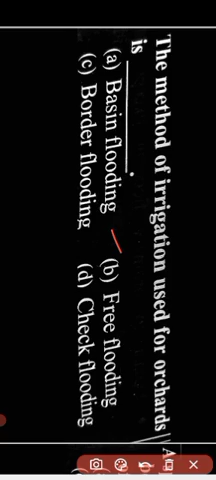 The method of irrigation used for orchards
is ________.
(a) Basin flooding (b) Free flooding
(c) Border flooding (d) Check flooding